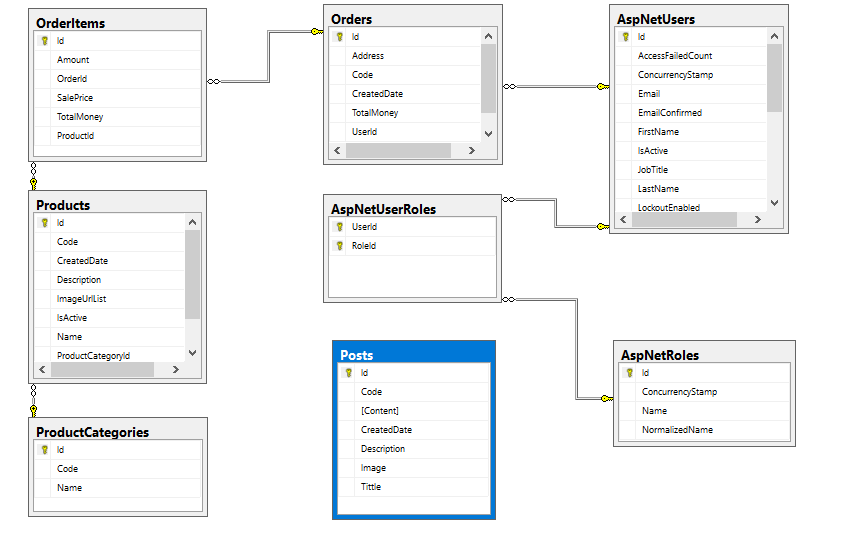 OrderItems
Id
Amount
OrderId
SalePrice
TotalMoney
ProductId
Orders
Id
Address
Code
CreatedDate
TotalMoney
UserId
AspNetUsers
Id
AccessFailedCount
ConcurrencyStamp
Email
EmailConfirmed
FirstName
IsActive
JobTitle
LastName
LockoutEnabled
Products
Id
Code
CreatedDate
Description
ImageUrlList
IsActive
Name
ProductCategoryId
AspNetUserRoles
UserId
RoleId
Posts
Id
Code
[Content]
CreatedDate
Description
Image
Tittle
AspNetRoles
Id
ConcurrencyStamp
Name
NormalizedName
ProductCategories
Id
Code
Name